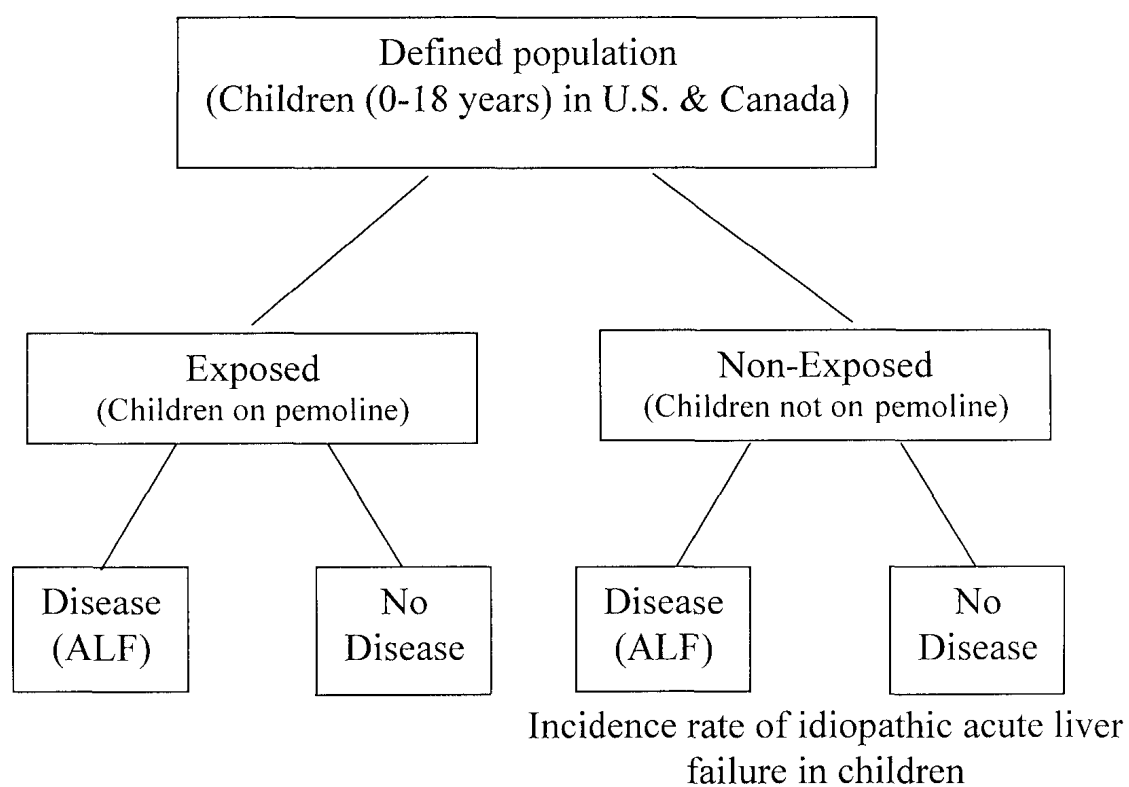 Defined population
(Children (0-18 years) in U.S. & Canada)
Exposed
(Children on pemoline)
Non-Exposed
(Children not on pemoline)
Disease
(ALF)
No
Disease
Disease
(ALF)
No
Disease
Incidence rate of idiopathic acute liver
failure in children